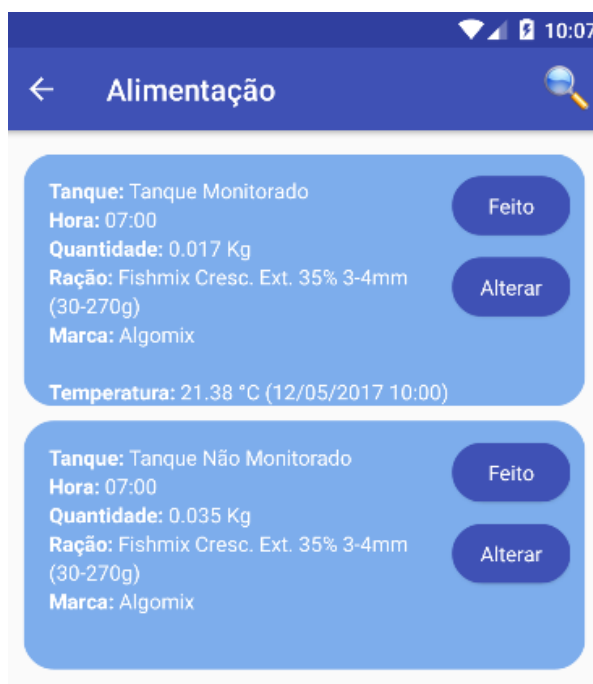 10:07
Alimentação
Tanque: Tanque Monitorado
Hora: 07:00
Quantidade: 0.017 Kg
Ração: Fishmix Cresc. Ext. 35% 3-4mm
(30-270g)
Marca: Algomix
Temperatura: 21.38 °C (12/05/2017 10:00)
Feito
Alterar
Tanque: Tanque Não Monitorado
Hora: 07:00
Quantidade: 0.035 Kg
Ração: Fishmix Cresc. Ext. 35% 3-4mm
(30-270g)
Marca: Algomix
Feito
Alterar